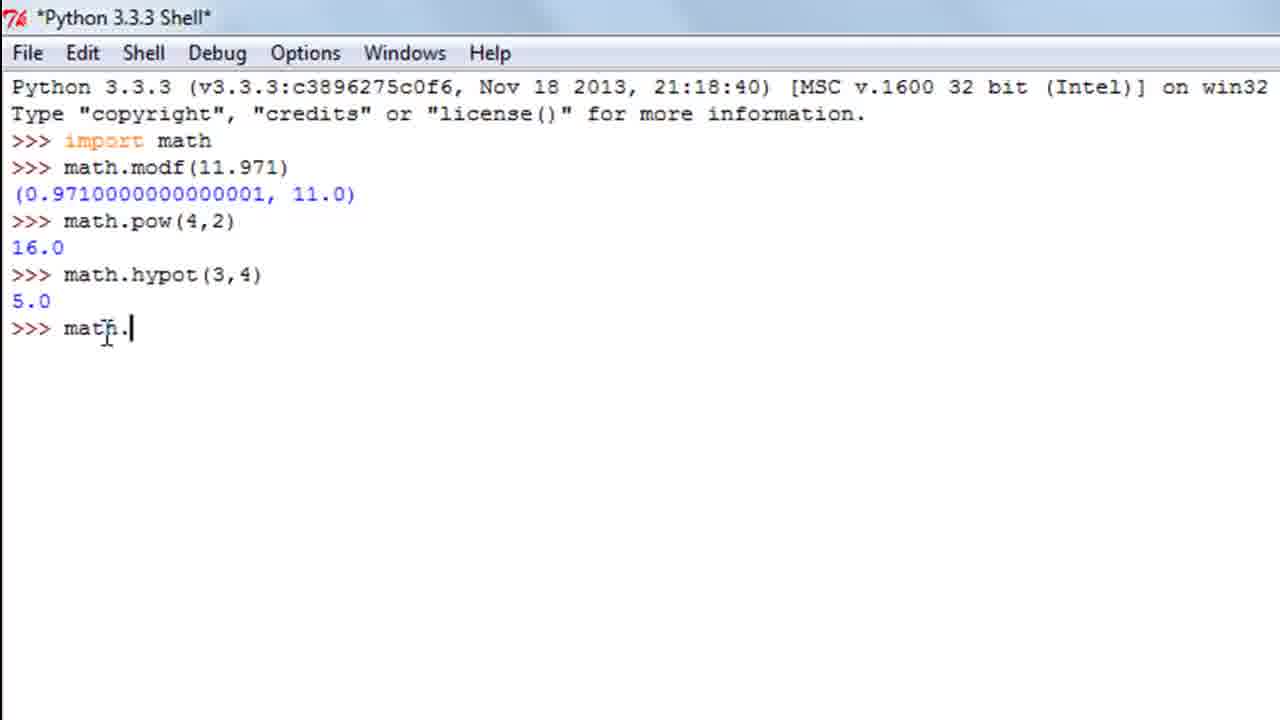 *Python 3.3.3 Shell*
File Edit Shell Debug Options Windows Help
Python 3.3.3 (v3.3.3:c3896275c0f6, Nov 18 2013, 21:18:40) [MSC v.1600 32 bit (Intel)] on win32
Type "copyright", "credits" or "license()" for more information.
>>> import math
>>> math.modf(11.971)
(0.9710000000000001, 11.0)
>>> math.pow(4,2)
16.0
>>> math.hypot(3,4)
5.0
>>> math.